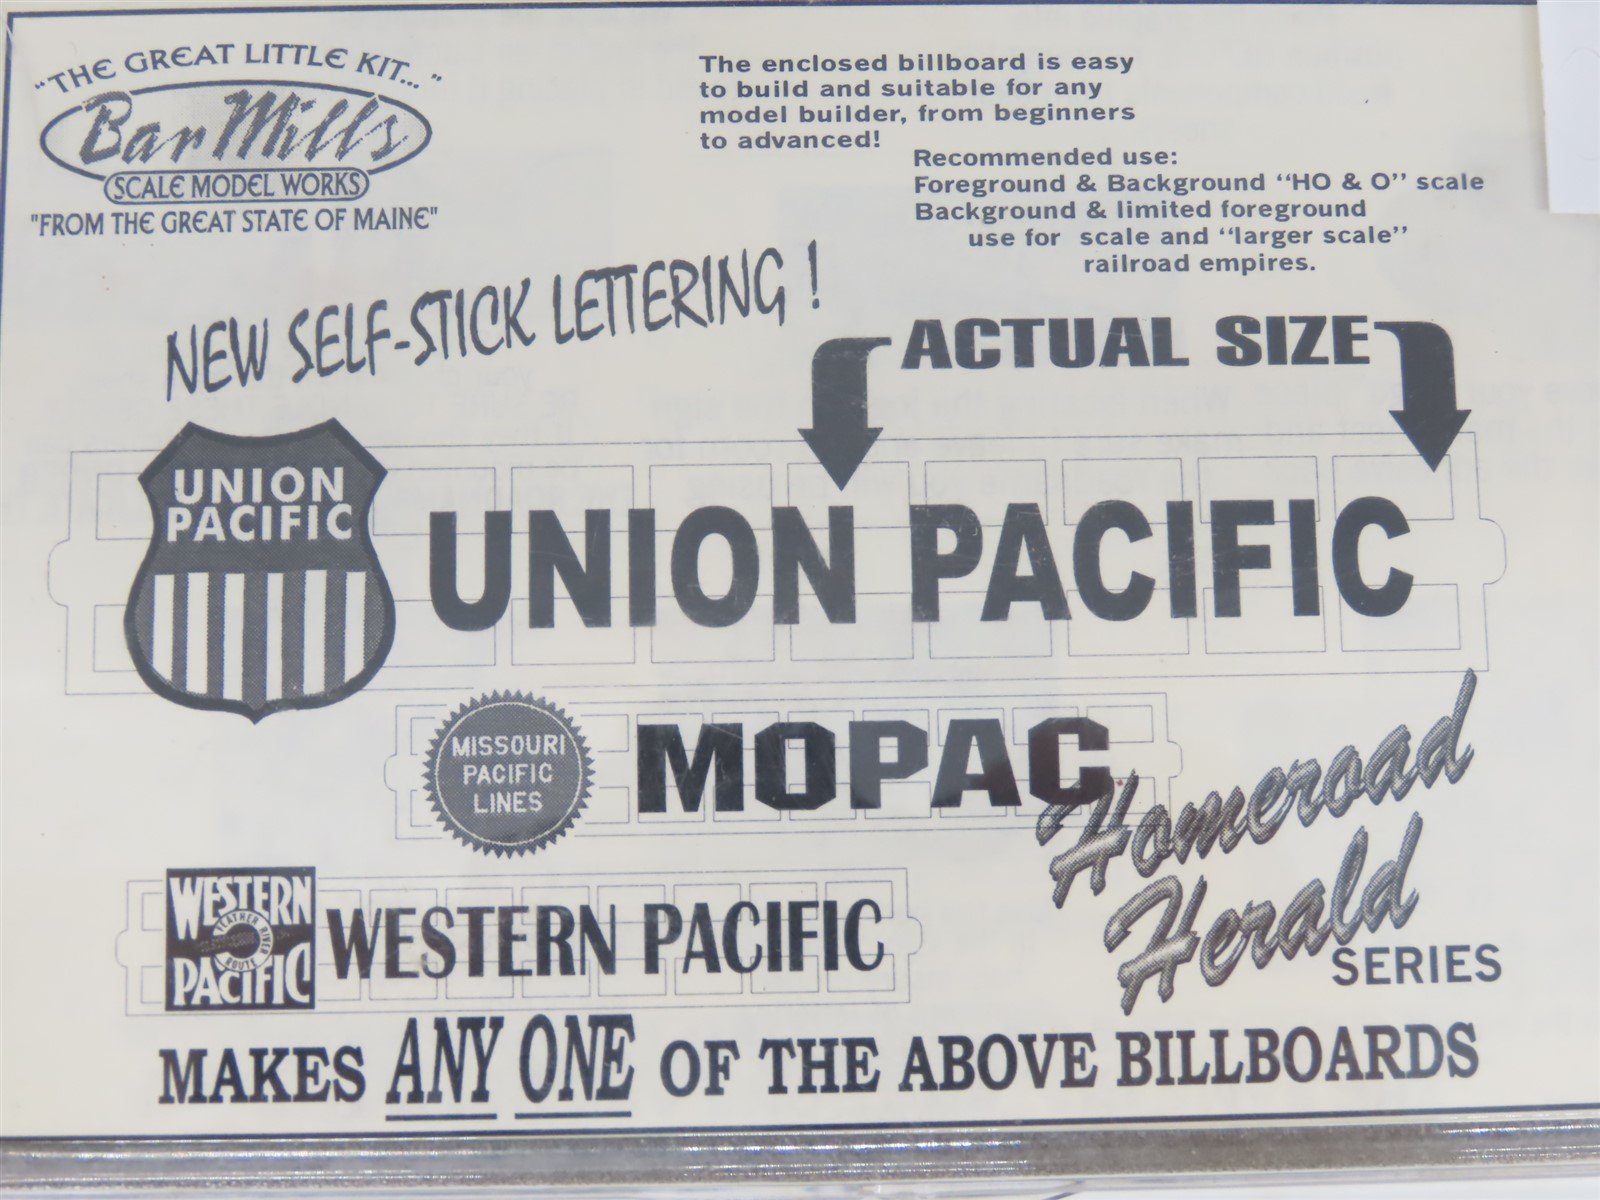 "THE GREAT LITTLE KIT..."
Bar Mills
SCALE MODEL WORKS
"FROM THE GREAT STATE OF MAINE"
The enclosed billboard is easy
to build and suitable for any
model builder, from beginners
to advanced!
Recommended use:
Foreground & Background "HO & O" scale
Background & limited foreground
use for scale and "larger scale"
railroad empires.
NEW SELF-STICK LETTERING !
ACTUAL SIZE
UNION
PACIFIC
UNION PACIFIC
MISSOURI
PACIFIC
LINES
MOPAC
Homeroad
Herald
SERIES
WESTERN
FEATHER
RIVER
ROUTE
PACIFIC
WESTERN PACIFIC
MAKES ANY ONE OF THE ABOVE BILLBOARDS